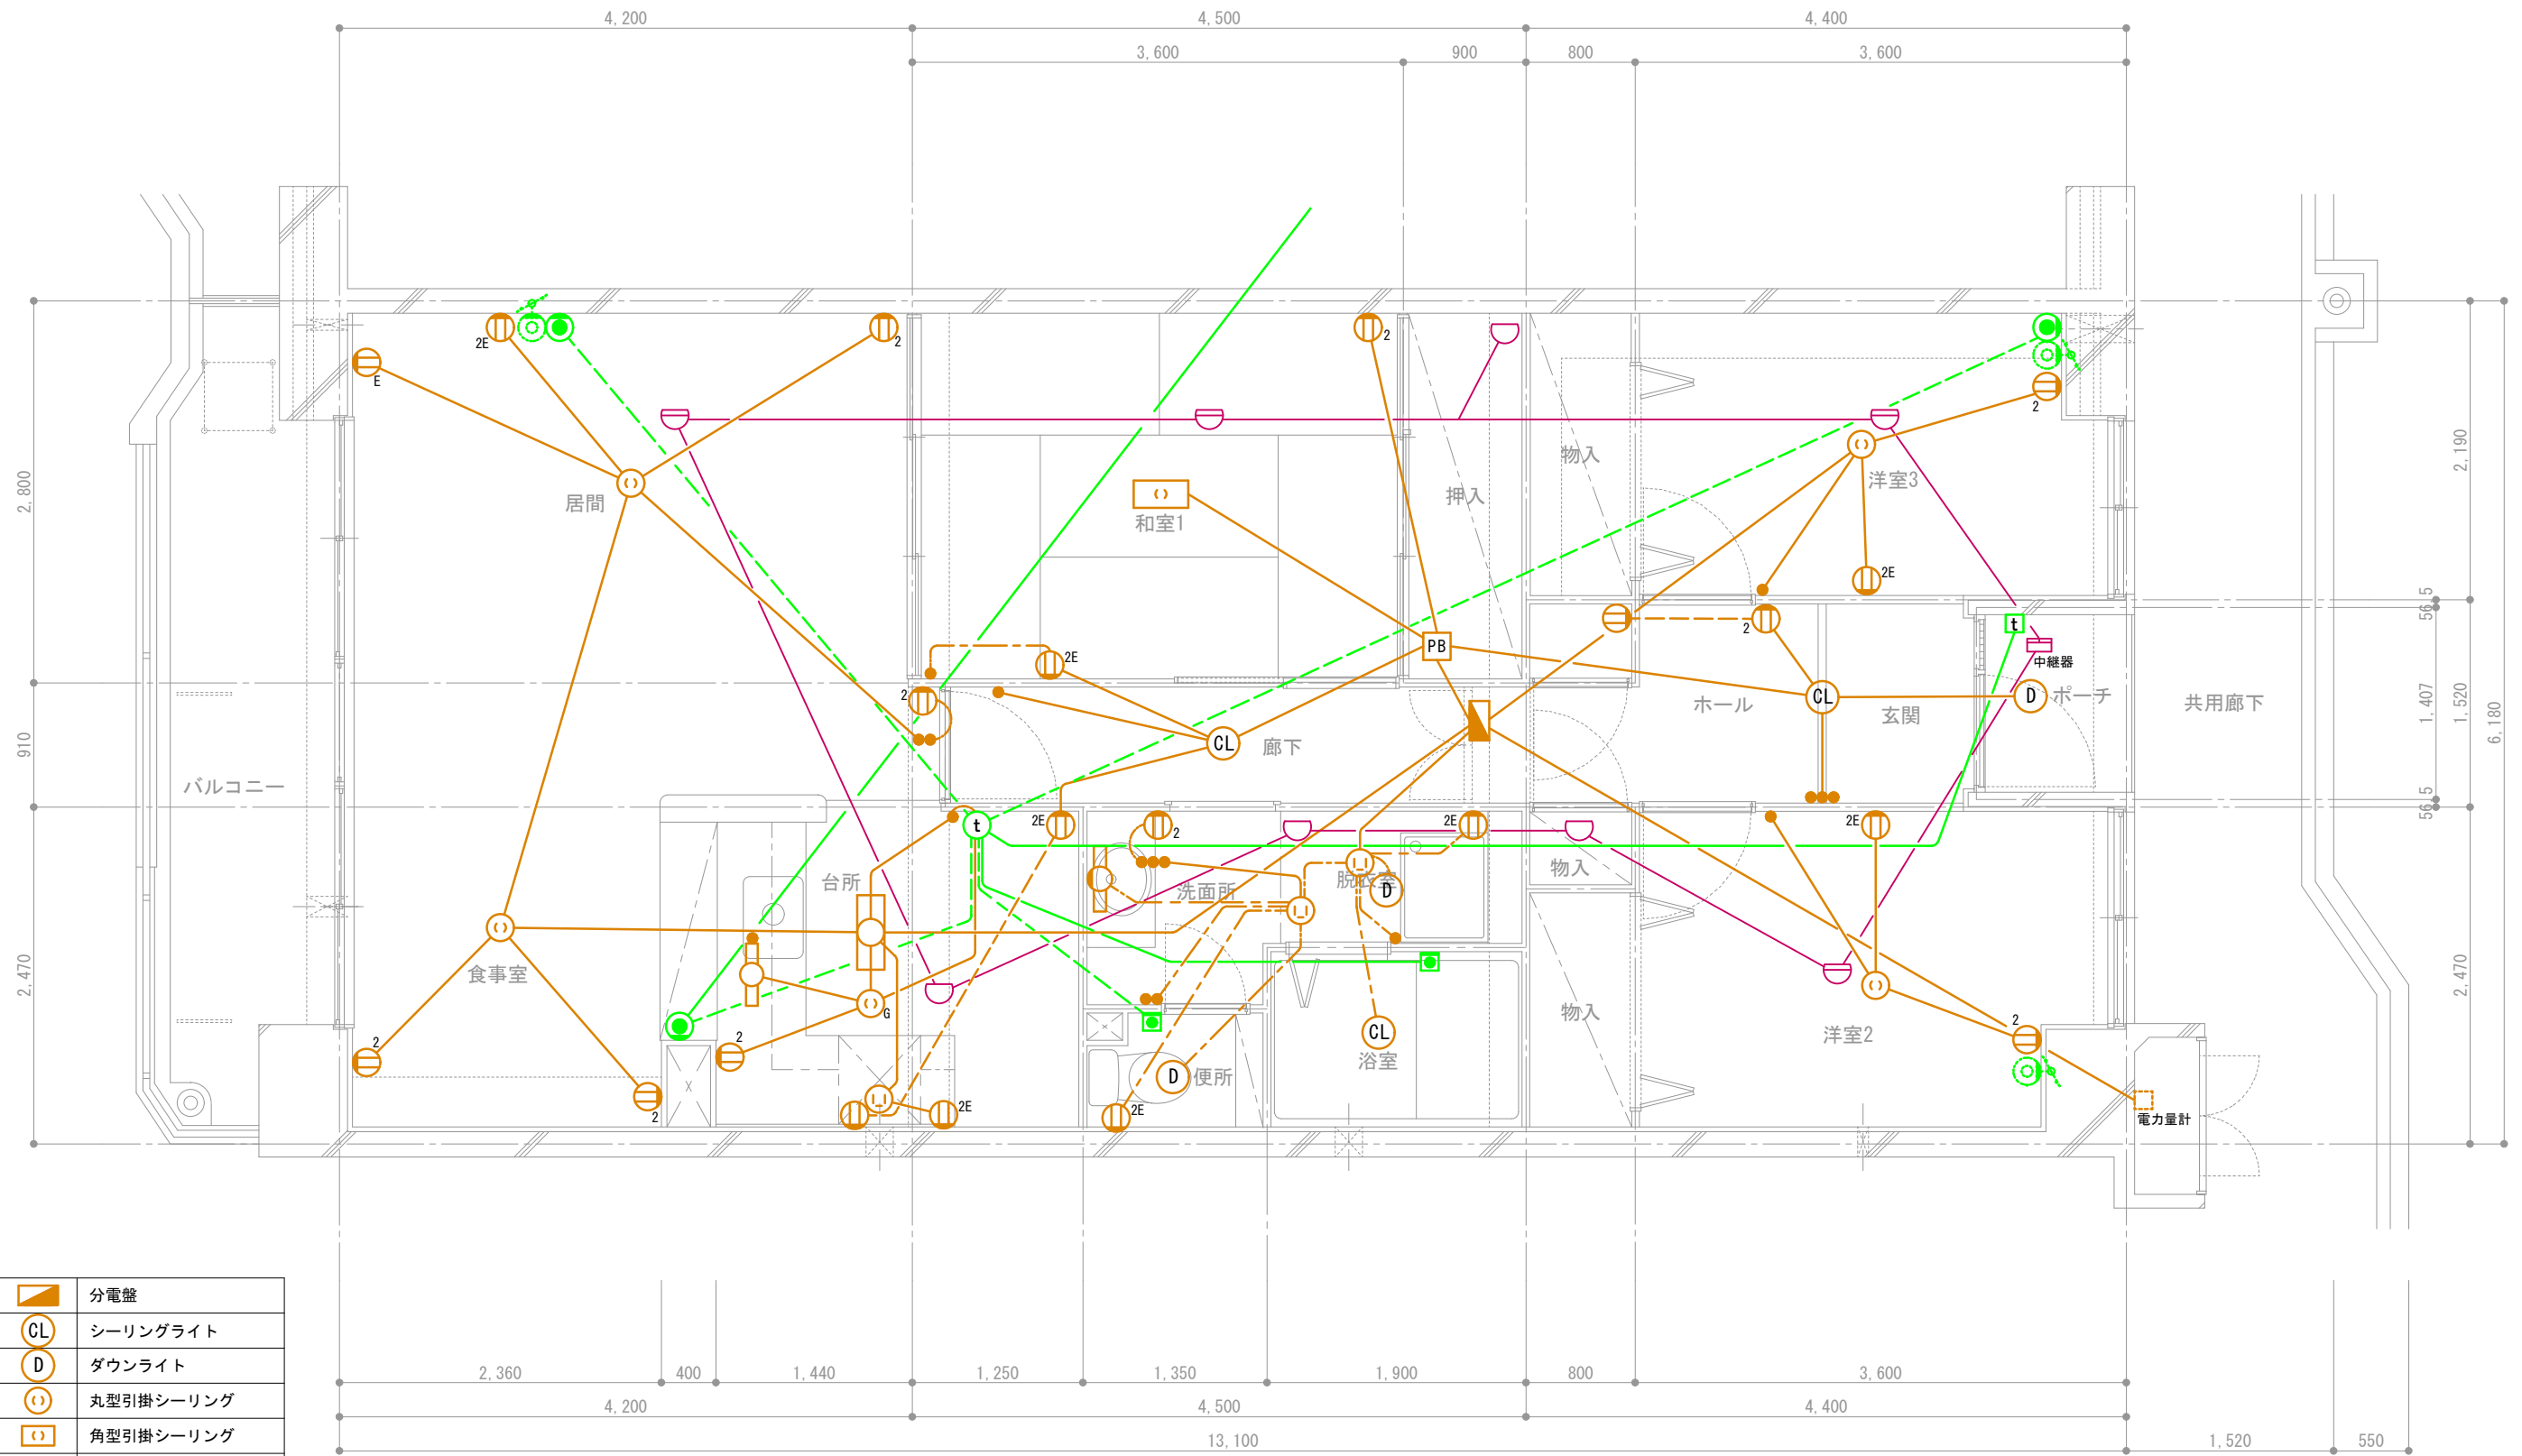 4,200
4,500
4,400
3,600
900
800
3,600
2E
2
2
E
2
2,800
2,190
6,180
居間
和室1
押入
物入
洋室3
2E
56.5
t
2
PB
中継器
2E
2
CL
D
ポーチ
ホール
玄関
共用廊下
1,407
1,520
910
CL
廊下
バルコニー
56.5
2E
t
2
2E
2E
台所
洗面所
脱衣室
D
物入
2,470
2,470
食事室
G
物入
洋室2
2
CL
浴室
2
2
D
便所
2
2E
2E
電力量計
分電盤
CL
シーリングライト
D
ダウンライト
丸型引掛シーリング
角型引掛シーリング
2,360
400
1,440
1,250
1,350
1,900
800
3,600
4,200
4,500
4,400
13,100
1,520
550